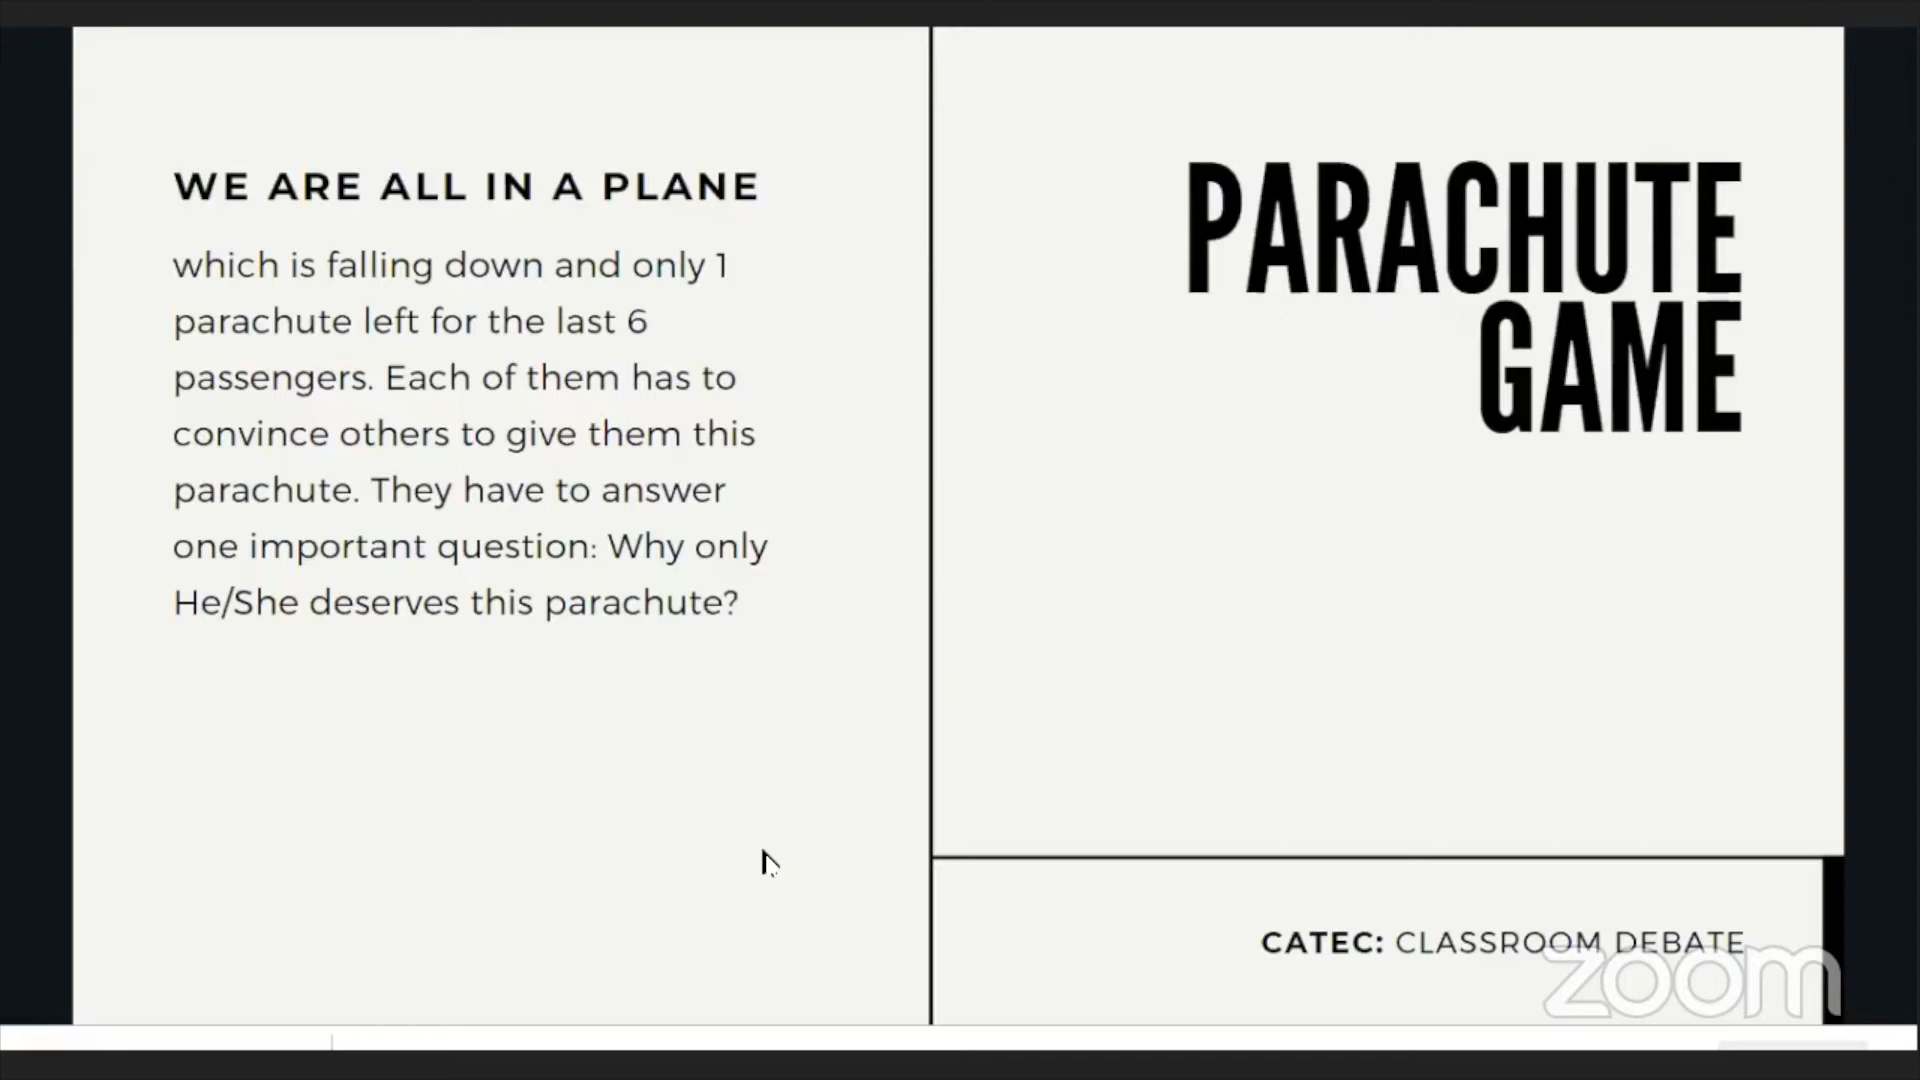 WE ARE ALL IN A PLANE
which is falling down and only 1
parachute left for the last 6
passengers. Each of them has to
convince others to give them this
parachute. They have to answer
one important question: Why only
He/She deserves this parachute?
PARACHUTE
GAME
CATEC: CLASSROOM DEBATE
zoom